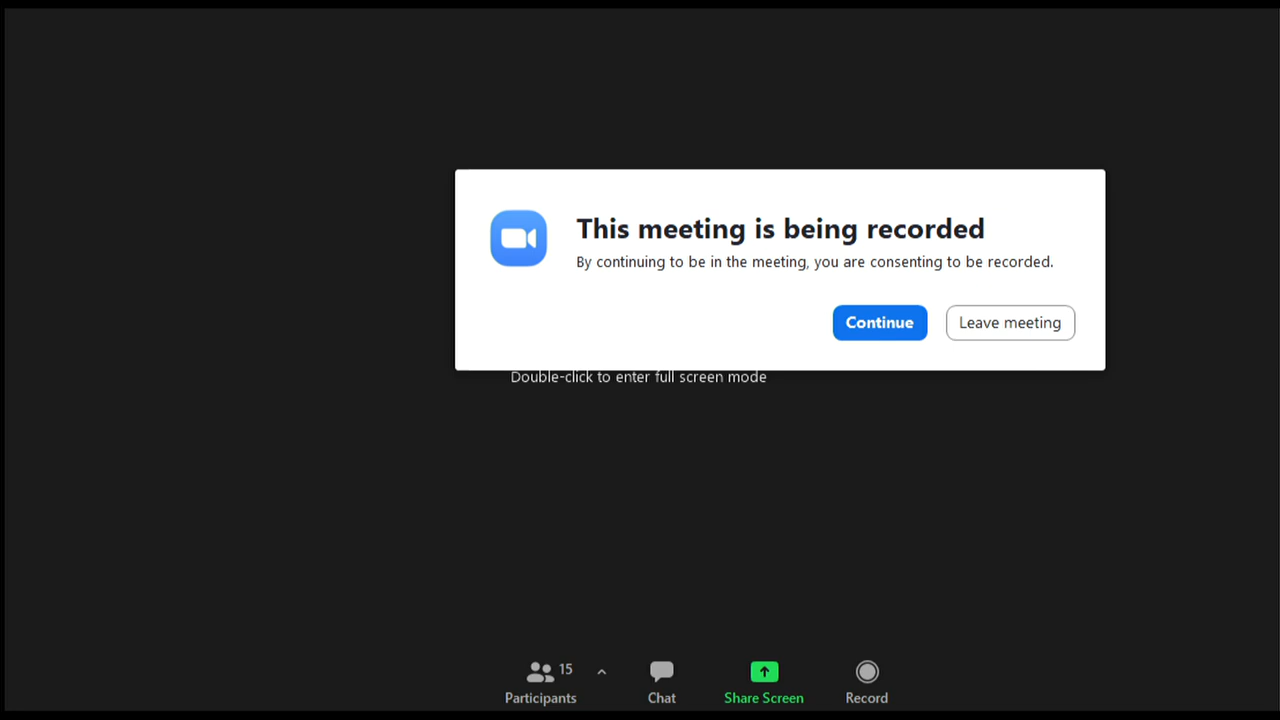 This meeting is being recorded
By continuing to be in the meeting, you are consenting to be recorded.
Continue Leave meeting
Double-click to enter full screen mode
15
Participants Chat Share Screen Record